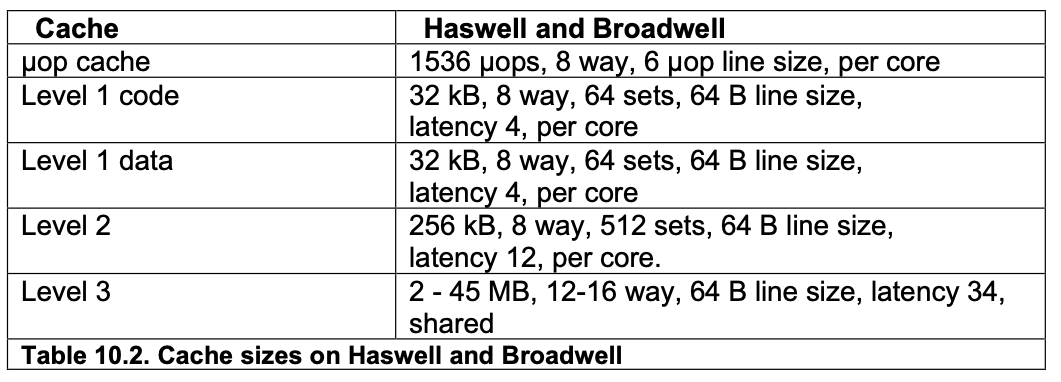 Cache Haswell and Broadwell
µop cache 1536 µops, 8 way, 6 µop line size, per core
Level 1 code 32 kB, 8 way, 64 sets, 64 B line size,
latency 4, per core
Level 1 data 32 kB, 8 way, 64 sets, 64 B line size,
latency 4, per core
Level 2 256 kB, 8 way, 512 sets, 64 B line size,
latency 12, per core.
Level 3 2 - 45 MB, 12-16 way, 64 B line size, latency 34,
shared
Table 10.2. Cache sizes on Haswell and Broadwell